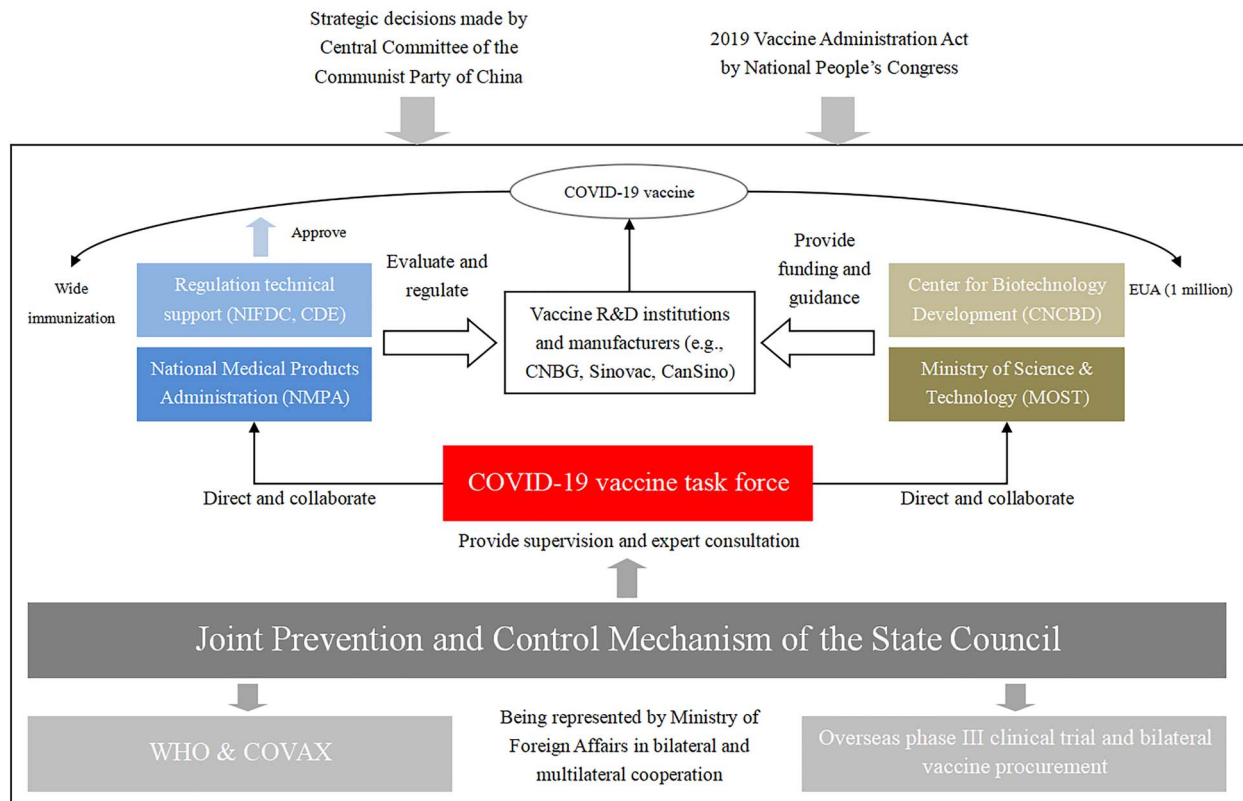 Strategic decisions made by
Central Committee of the
Communist Party of China
2019 Vaccine Administration Act
by National People's Congress
COVID-19 vaccine
Approve
Wide
immunization
Regulation technical
support (NIFDC, CDE)
National Medical Products
Administration (NMPA)
Evaluate and
regulate
Vaccine R&D institutions
and manufacturers (e.g.,
CNBG, Sinovac, CanSino)
Provide
funding and
guidance
Center for Biotechnology
Development (CNCBD)
Ministry of Science &
Technology (MOST)
EUA (1 million)
Direct and collaborate
COVID-19 vaccine task force
Direct and collaborate
Provide supervision and expert consultation
Joint Prevention and Control Mechanism of the State Council
WHO & COVAX
Being represented by Ministry of
Foreign Affairs in bilateral and
multilateral cooperation
Overseas phase III clinical trial and bilateral
vaccine procurement